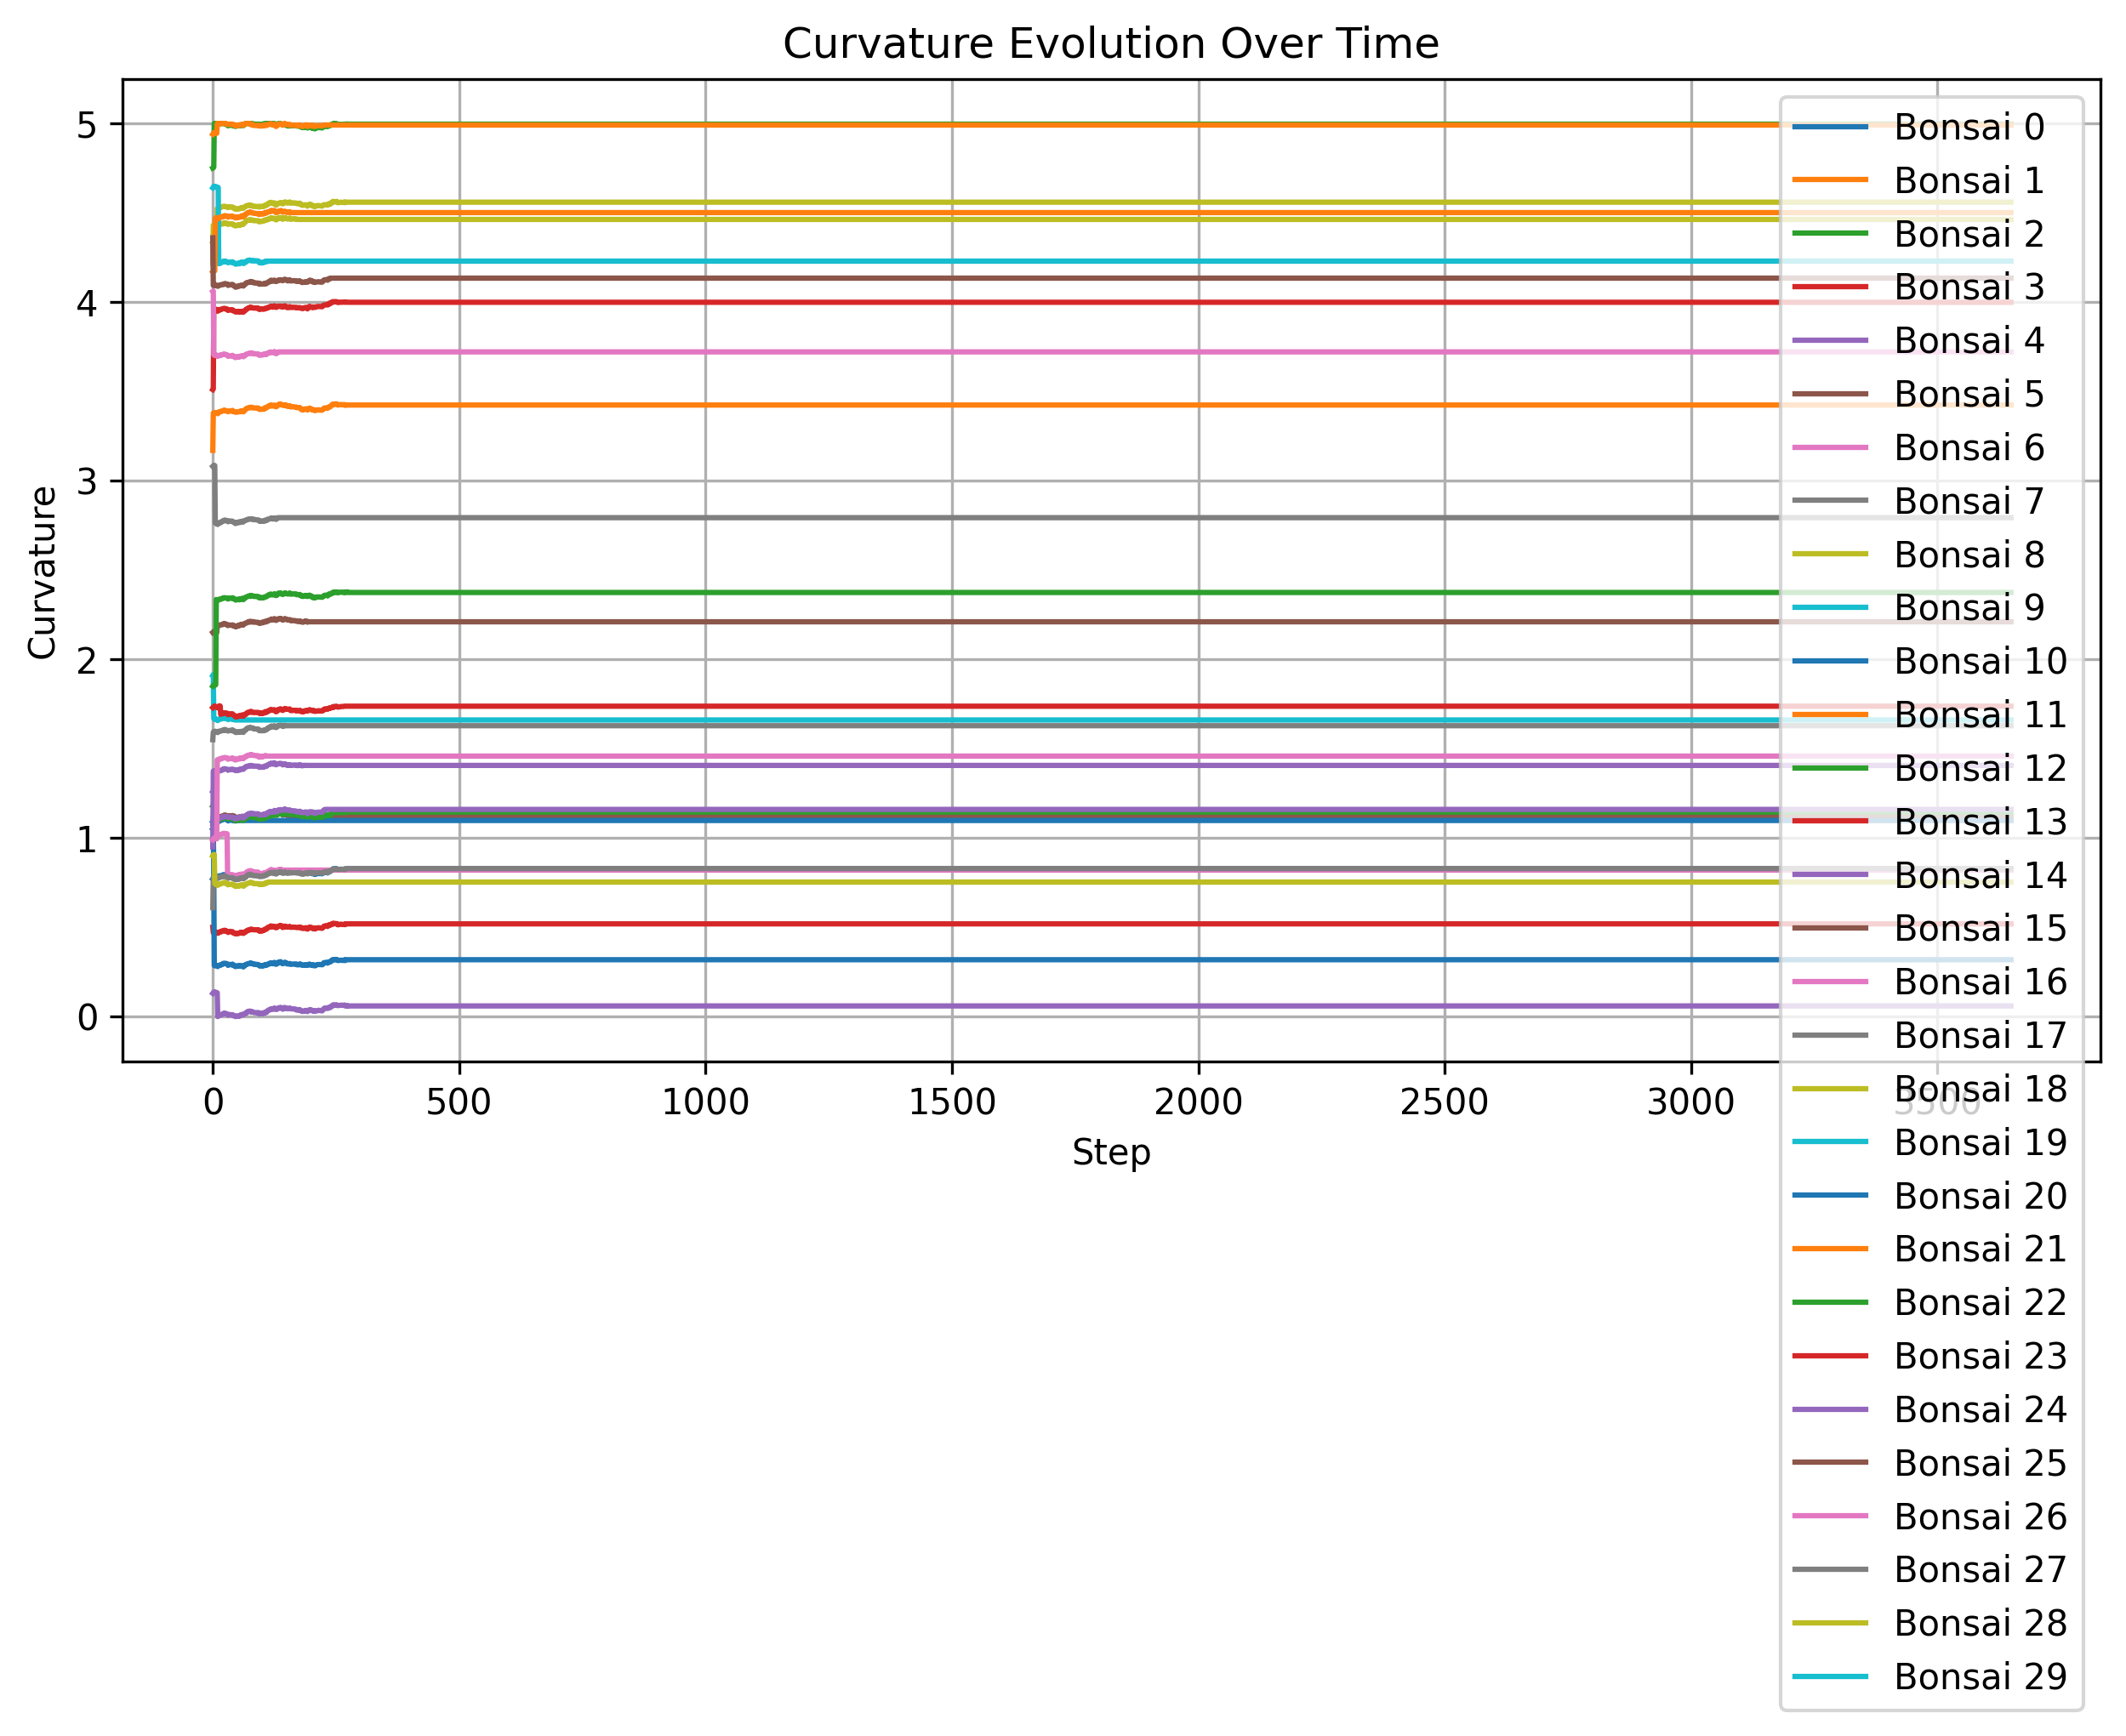 Curvature Evolution Over Time
Curvature
5
4
3
2
1
0
0
500
1000
1500
2000
2500
3000
3500
Step
Bonsai 0
Bonsai 1
Bonsai 2
Bonsai 3
Bonsai 4
Bonsai 5
Bonsai 6
Bonsai 7
Bonsai 8
Bonsai 9
Bonsai 10
Bonsai 11
Bonsai 12
Bonsai 13
Bonsai 14
Bonsai 15
Bonsai 16
Bonsai 17
Bonsai 18
Bonsai 19
Bonsai 20
Bonsai 21
Bonsai 22
Bonsai 23
Bonsai 24
Bonsai 25
Bonsai 26
Bonsai 27
Bonsai 28
Bonsai 29